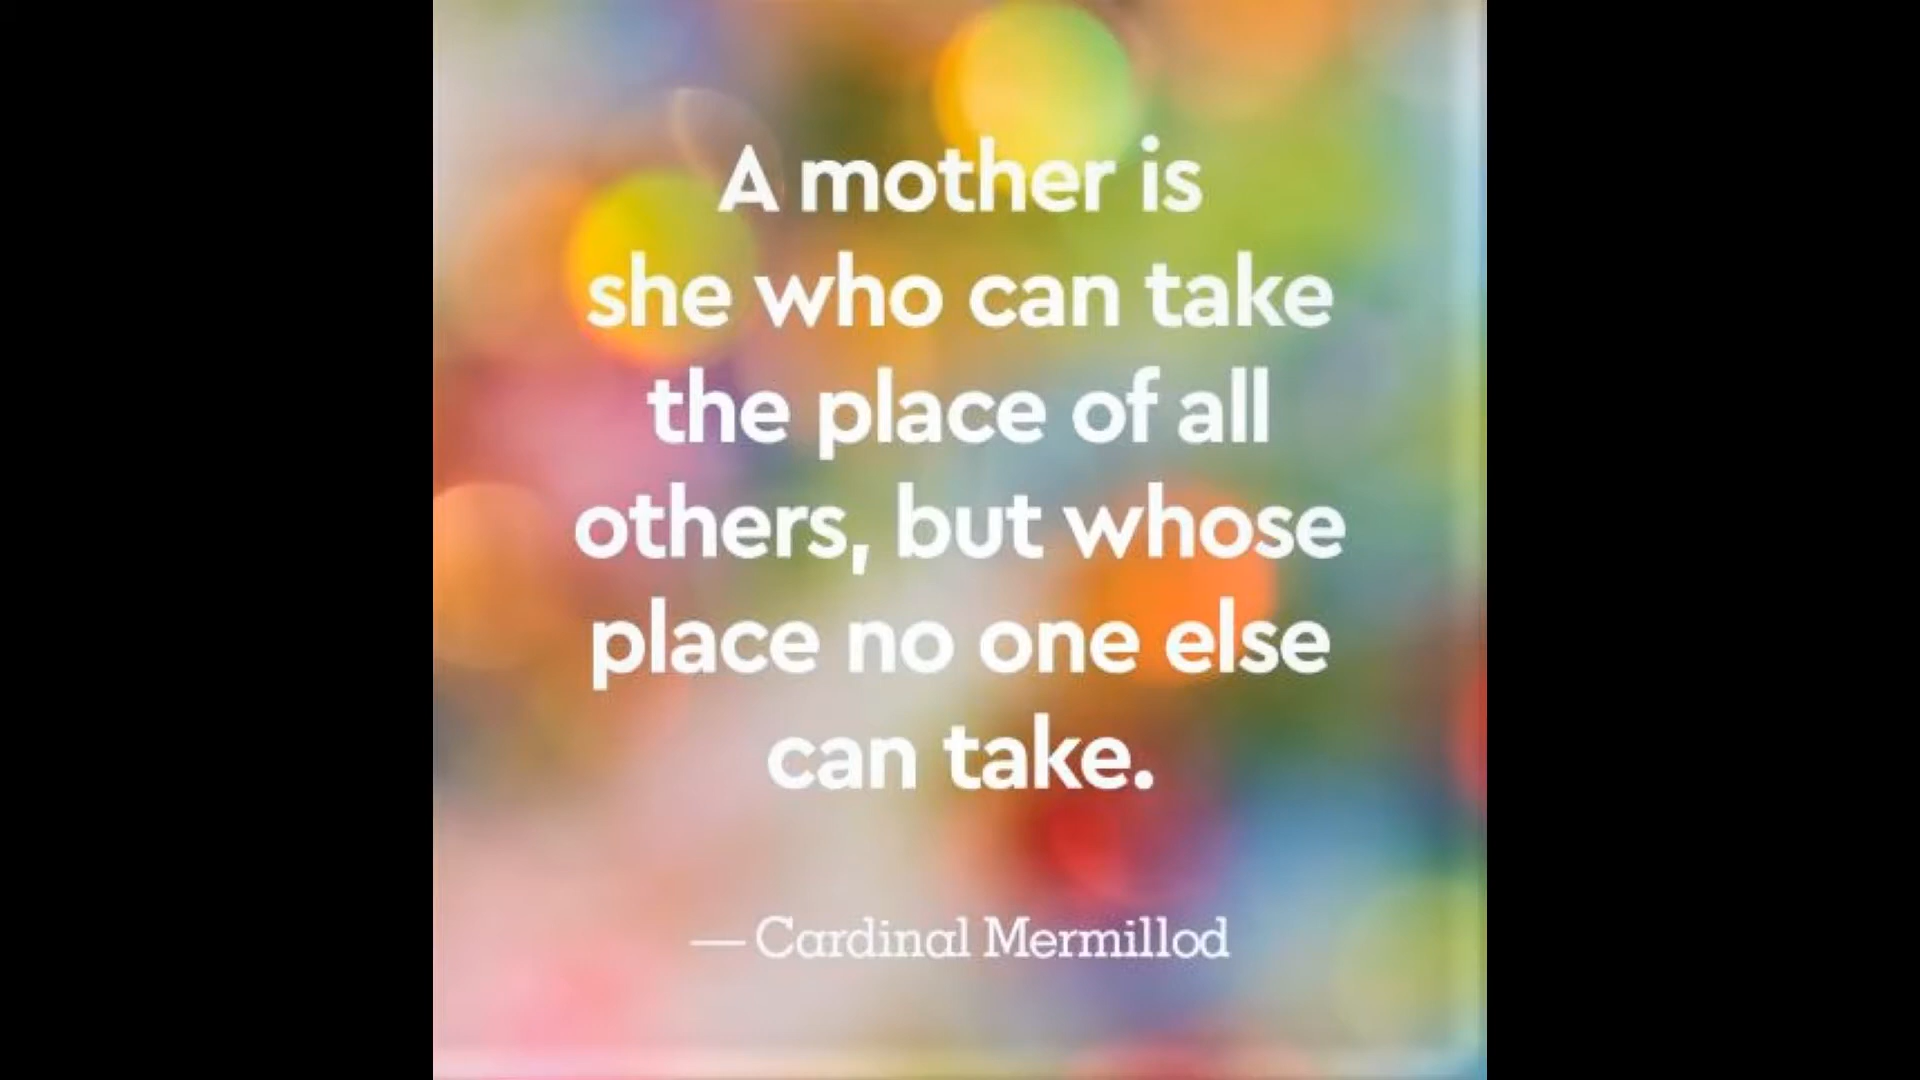 A mother is
she who can take
the place of all
others, but whose
place no one else
can take.
— Cardinal Mermillod